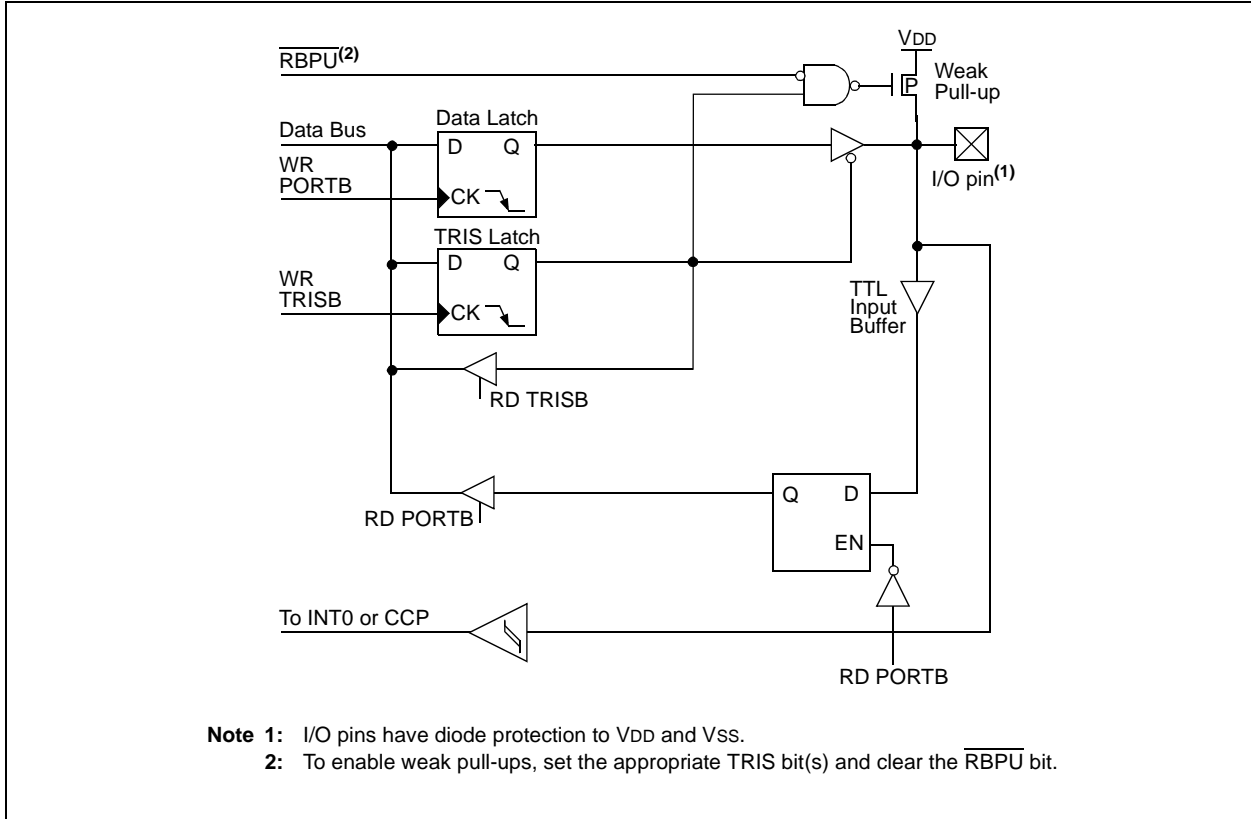 VDD
RBPU(2)
Weak
Pull-up
P
Data Latch
Data Bus
D Q
WR
PORTB
CK
I/O pin(1)
TRIS Latch
D Q
WR
TRISB
CK
TTL
Input
Buffer
RD TRISB
Q D
RD PORTB
EN
To INT0 or CCP
RD PORTB
Note 1: I/O pins have diode protection to VDD and VSS.
2: To enable weak pull-ups, set the appropriate TRIS bit(s) and clear the RBPU bit.